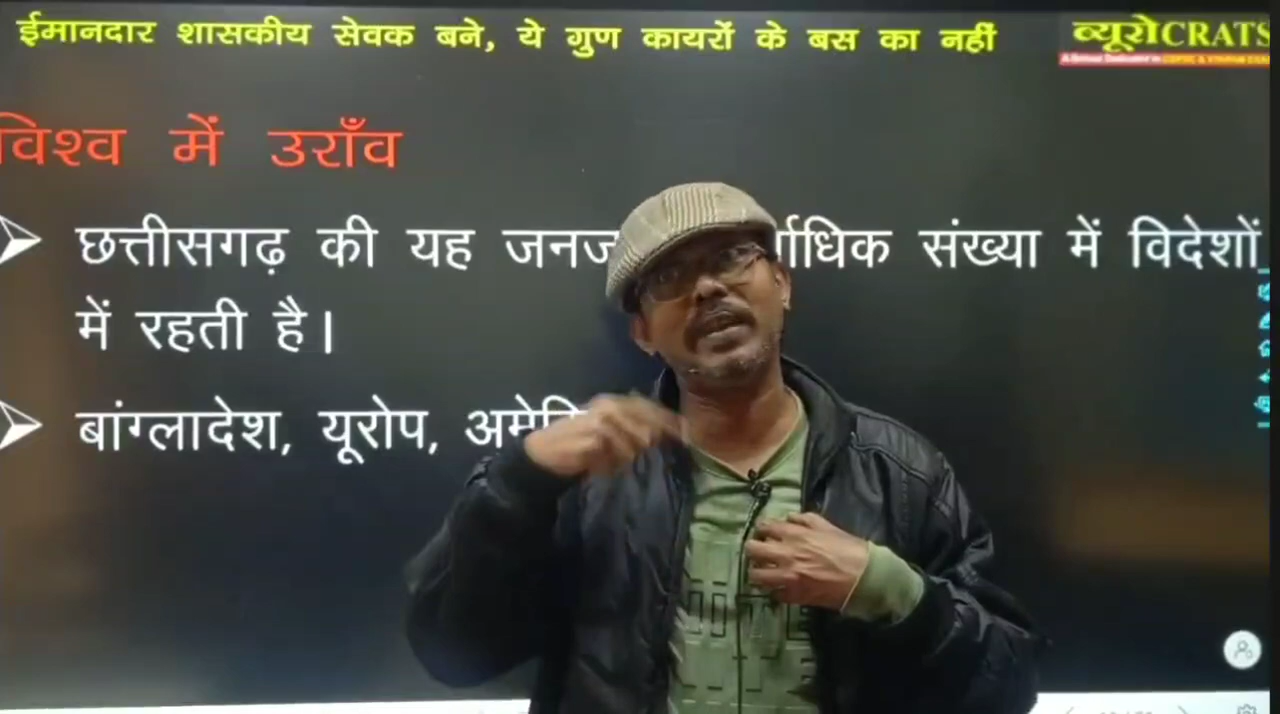 ईमानदार शासकीय सेवक बने, ये गुण कायरों के बस का नहीं
व्यूरोCRATS
विश्व में उराँव
छत्तीसगढ़ की यह संख्या में विदेशों
में रहती है।
बांग्लादेश, यूरोप,